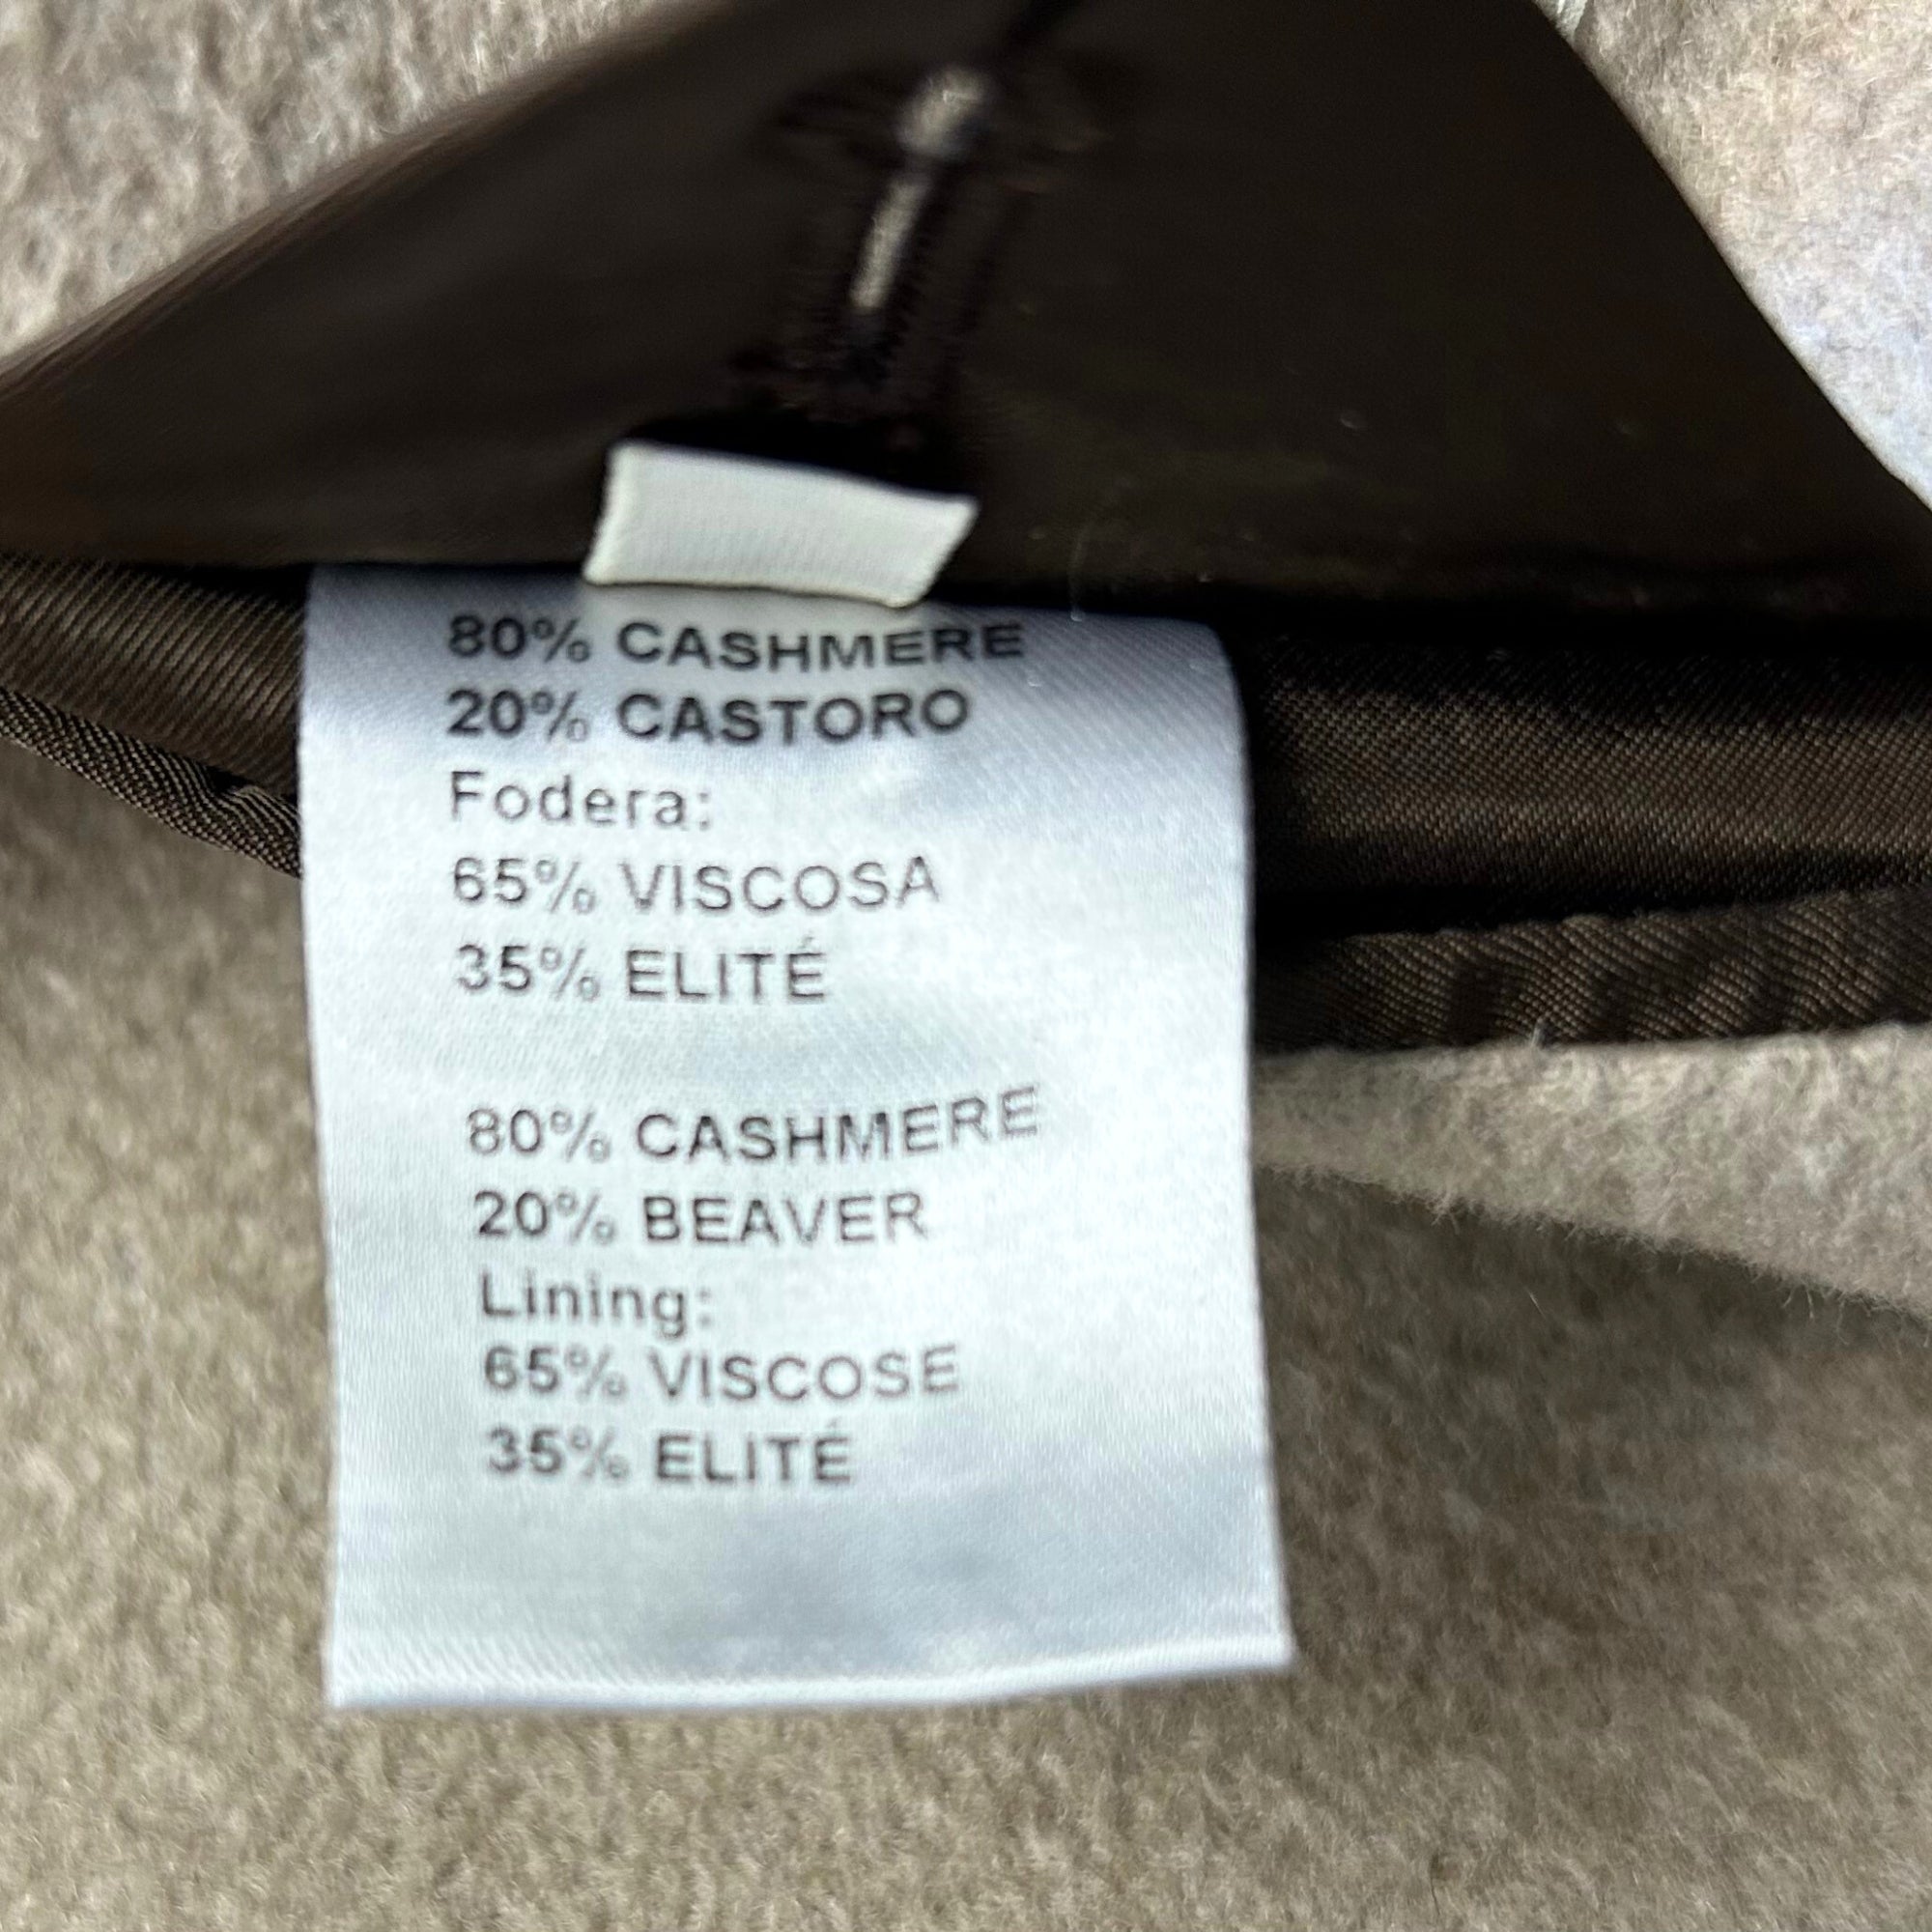 80% CASHMERE
20% CASTORO
Fodera:
65% VISCOSA
35% ELITÉ
80% CASHMERE
20% BEAVER
Lining:
65% VISCOSE
35% ELITÉ